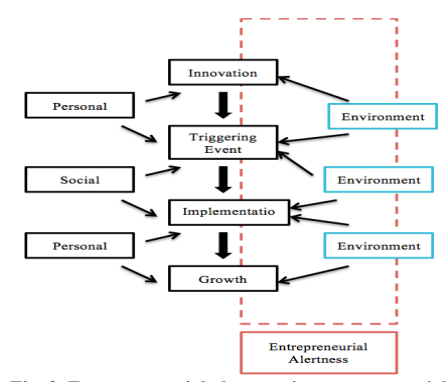 Innovation
Personal
Environment
Triggering
Event
Social
Environment
Implementatio
Personal
Environment
Growth
Entrepreneurial
Alertness